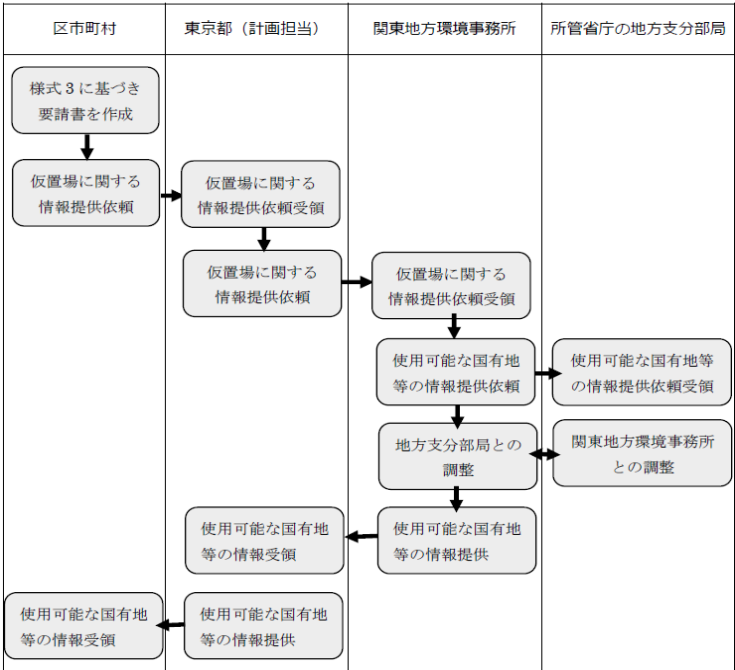 区市町村
東京都（計画担当）
関東地方環境事務所
所管省庁の地方支分部局
様式３に基づき
要請書を作成
仮置場に関する
情報提供依頼
仮置場に関する
情報提供依頼受領
仮置場に関する
情報提供依頼
仮置場に関する
情報提供依頼受領
使用可能な国有地
等の情報提供依頼
使用可能な国有地等
の情報提供依頼受領
地方支分部局との
調整
関東地方環境事務所
との調整
使用可能な国有地
等の情報提供
使用可能な国有地
等の情報受領
使用可能な国有地
等の情報提供
使用可能な国有地
等の情報受領